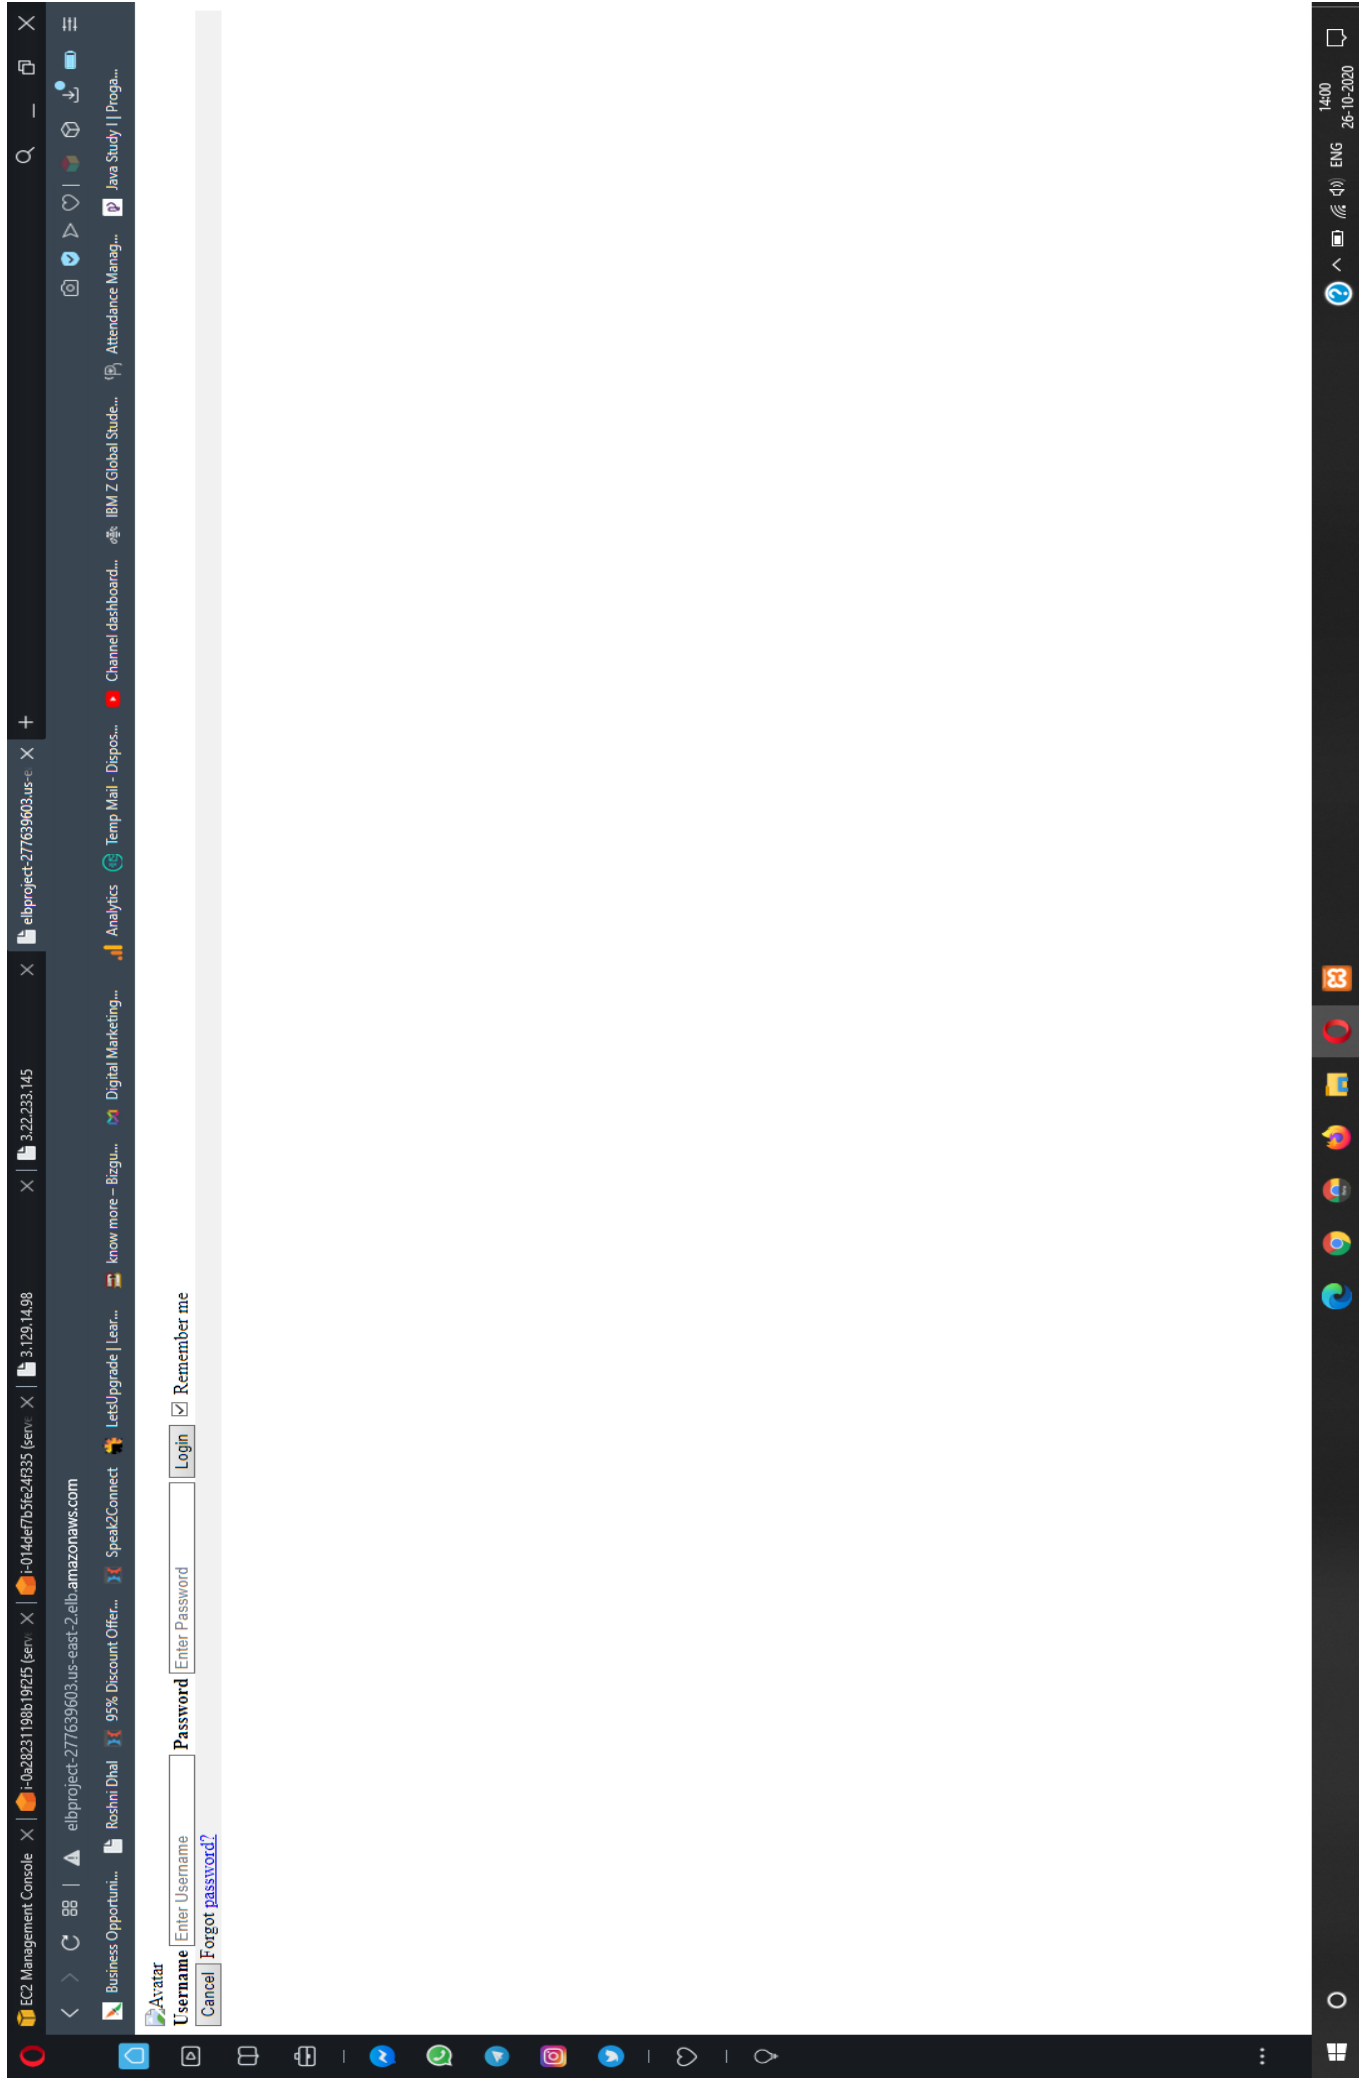 EC2 Management Console
i-0a28231198b19f2f5 (serv
i-014def7b5fe24f335 (serve
3.129.14.98
3.22.233.145
elbproject-277639603.us-e
elbproject-277639603.us-east-2.elb.amazonaws.com
Business Opportuni...
Roshni Dhal
95% Discount Offer...
Speak2Connect
LetsUpgrade | Lear...
know more – Bizgu...
Digital Marketing...
Analytics
Temp Mail - Dispos...
Channel dashboard...
IBM Z Global Stude...
Attendance Manag...
Java Study || Proga...
Avatar
Username Enter Username Password Enter Password Login Remember me
Cancel Forgot password?
ENG
14:00
26-10-2020